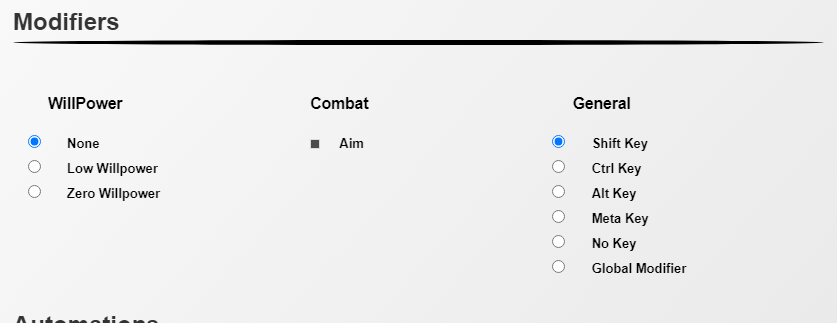 Modifiers
WillPower
Combat
General
None
Aim
Shift Key
Low Willpower
Ctrl Key
Zero Willpower
Alt Key
Meta Key
No Key
Global Modifier
Automations